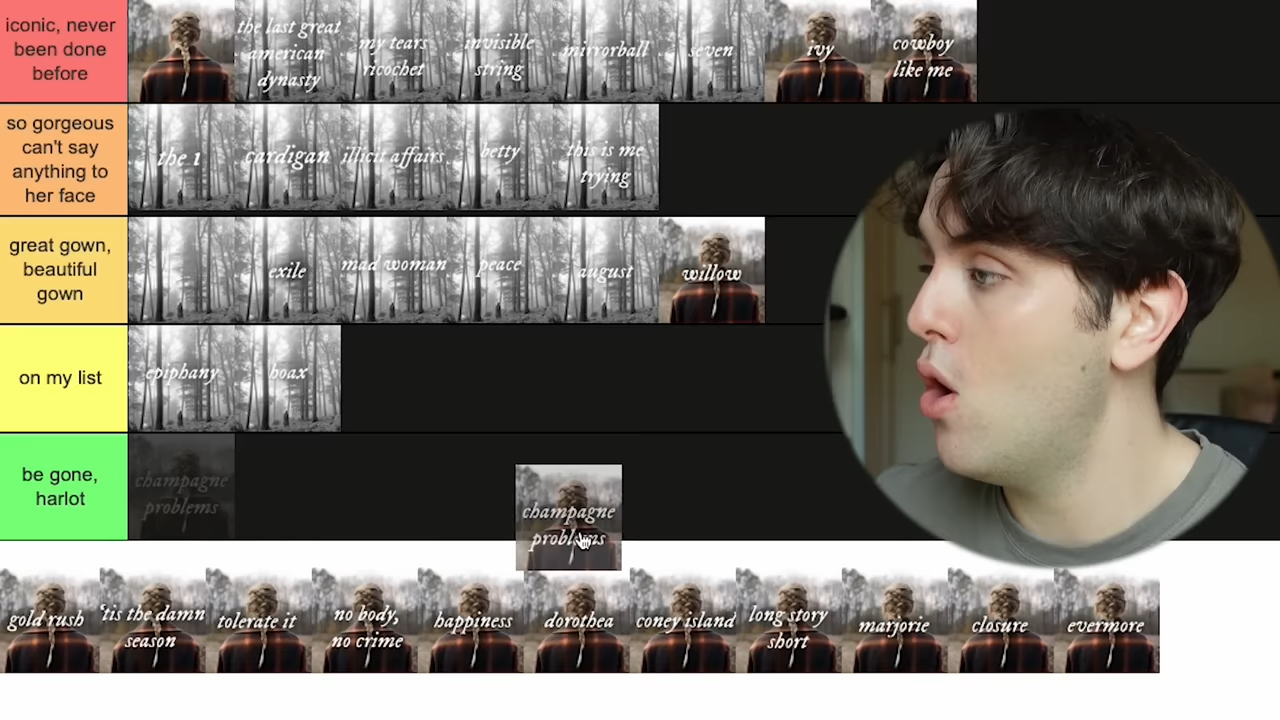 iconic, never
been done
before
the last great
american
dynasty
my tears
ricochet
invisible
string
mirrorball
seven
ivy
cowboy
like me
so gorgeous
can't say
anything to
her face
the 1
cardigan
illicit affairs
betty
this is me
trying
great gown,
beautiful
gown
exile
mad woman
peace
august
willow
on my list
epiphany
hoax
be gone,
harlot
champagne
problems
champagne
problems
gold rush
'tis the damn
season
tolerate it
no body,
no crime
happiness
dorothea
coney island
long story
short
marjorie
closure
evermore